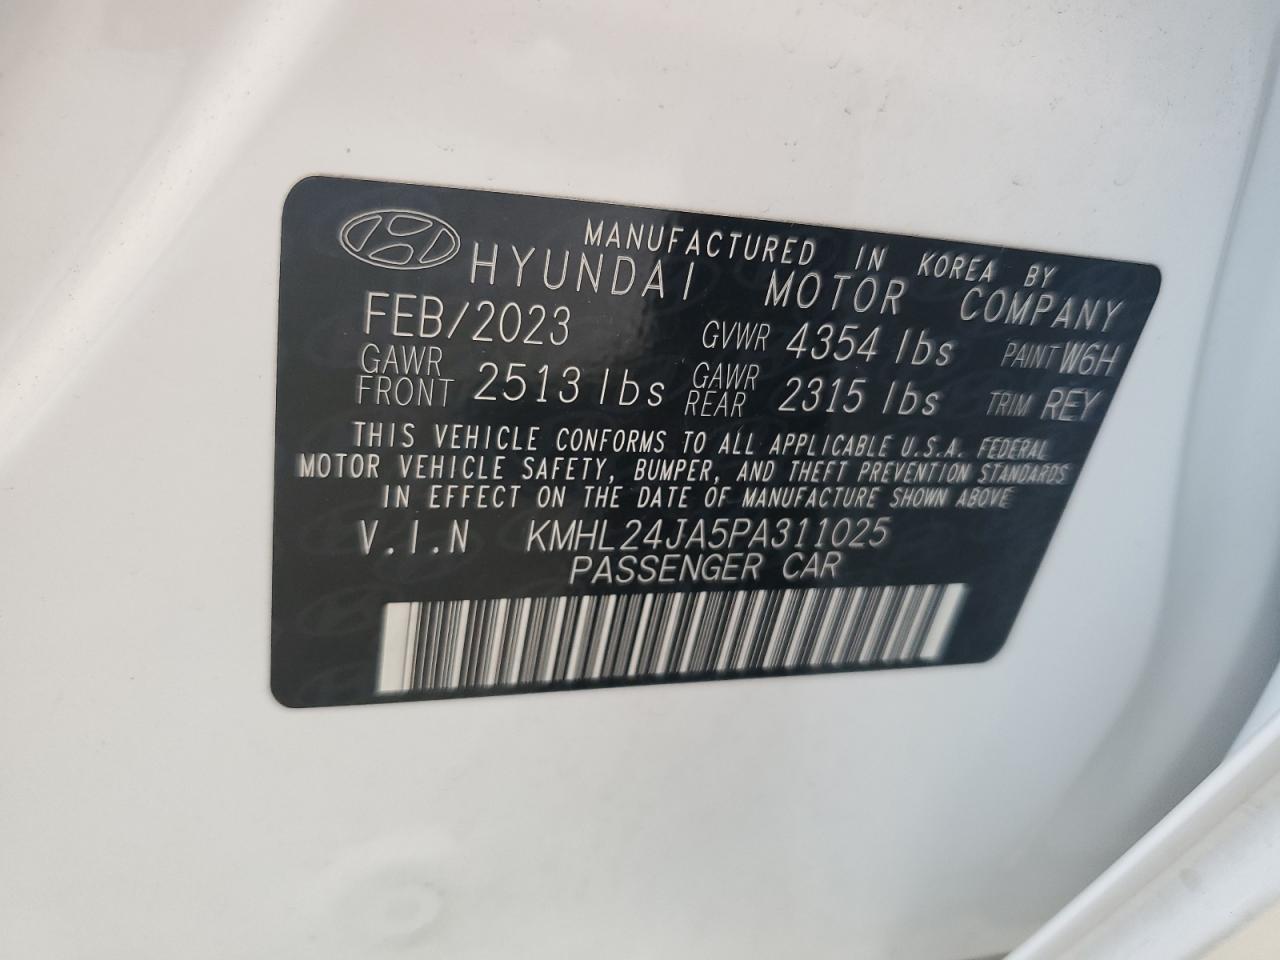 MANUFACTURED IN KOREA BY
HYUNDAI MOTOR COMPANY
FEB/2023 GVWR 4354 lbs PAINT W6H
GAWR FRONT 2513 lbs GAWR REAR 2315 lbs TRIM REY
THIS VEHICLE CONFORMS TO ALL APPLICABLE U.S.A. FEDERAL
MOTOR VEHICLE SAFETY, BUMPER, AND THEFT PREVENTION STANDARDS
IN EFFECT ON THE DATE OF MANUFACTURE SHOWN ABOVE
V.I.N KMHL24JA5PA311025
PASSENGER CAR